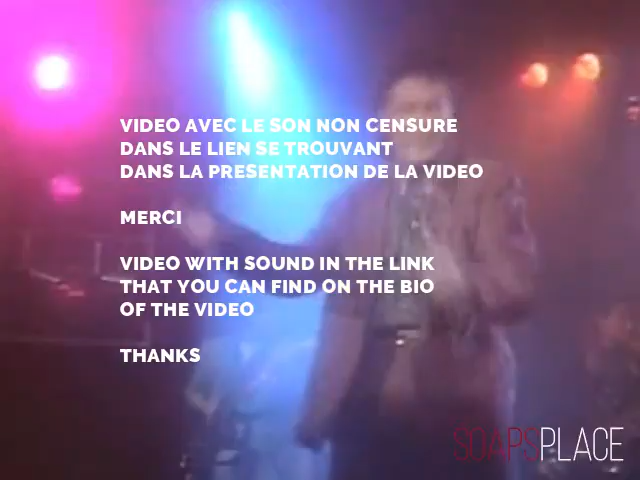 VIDEO AVEC LE SON NON CENSURE
DANS LE LIEN SE TROUVANT
DANS LA PRESENTATION DE LA VIDEO
MERCI
VIDEO WITH SOUND IN THE LINK
THAT YOU CAN FIND ON THE BIO
OF THE VIDEO
THANKS
SOAPSPLACE